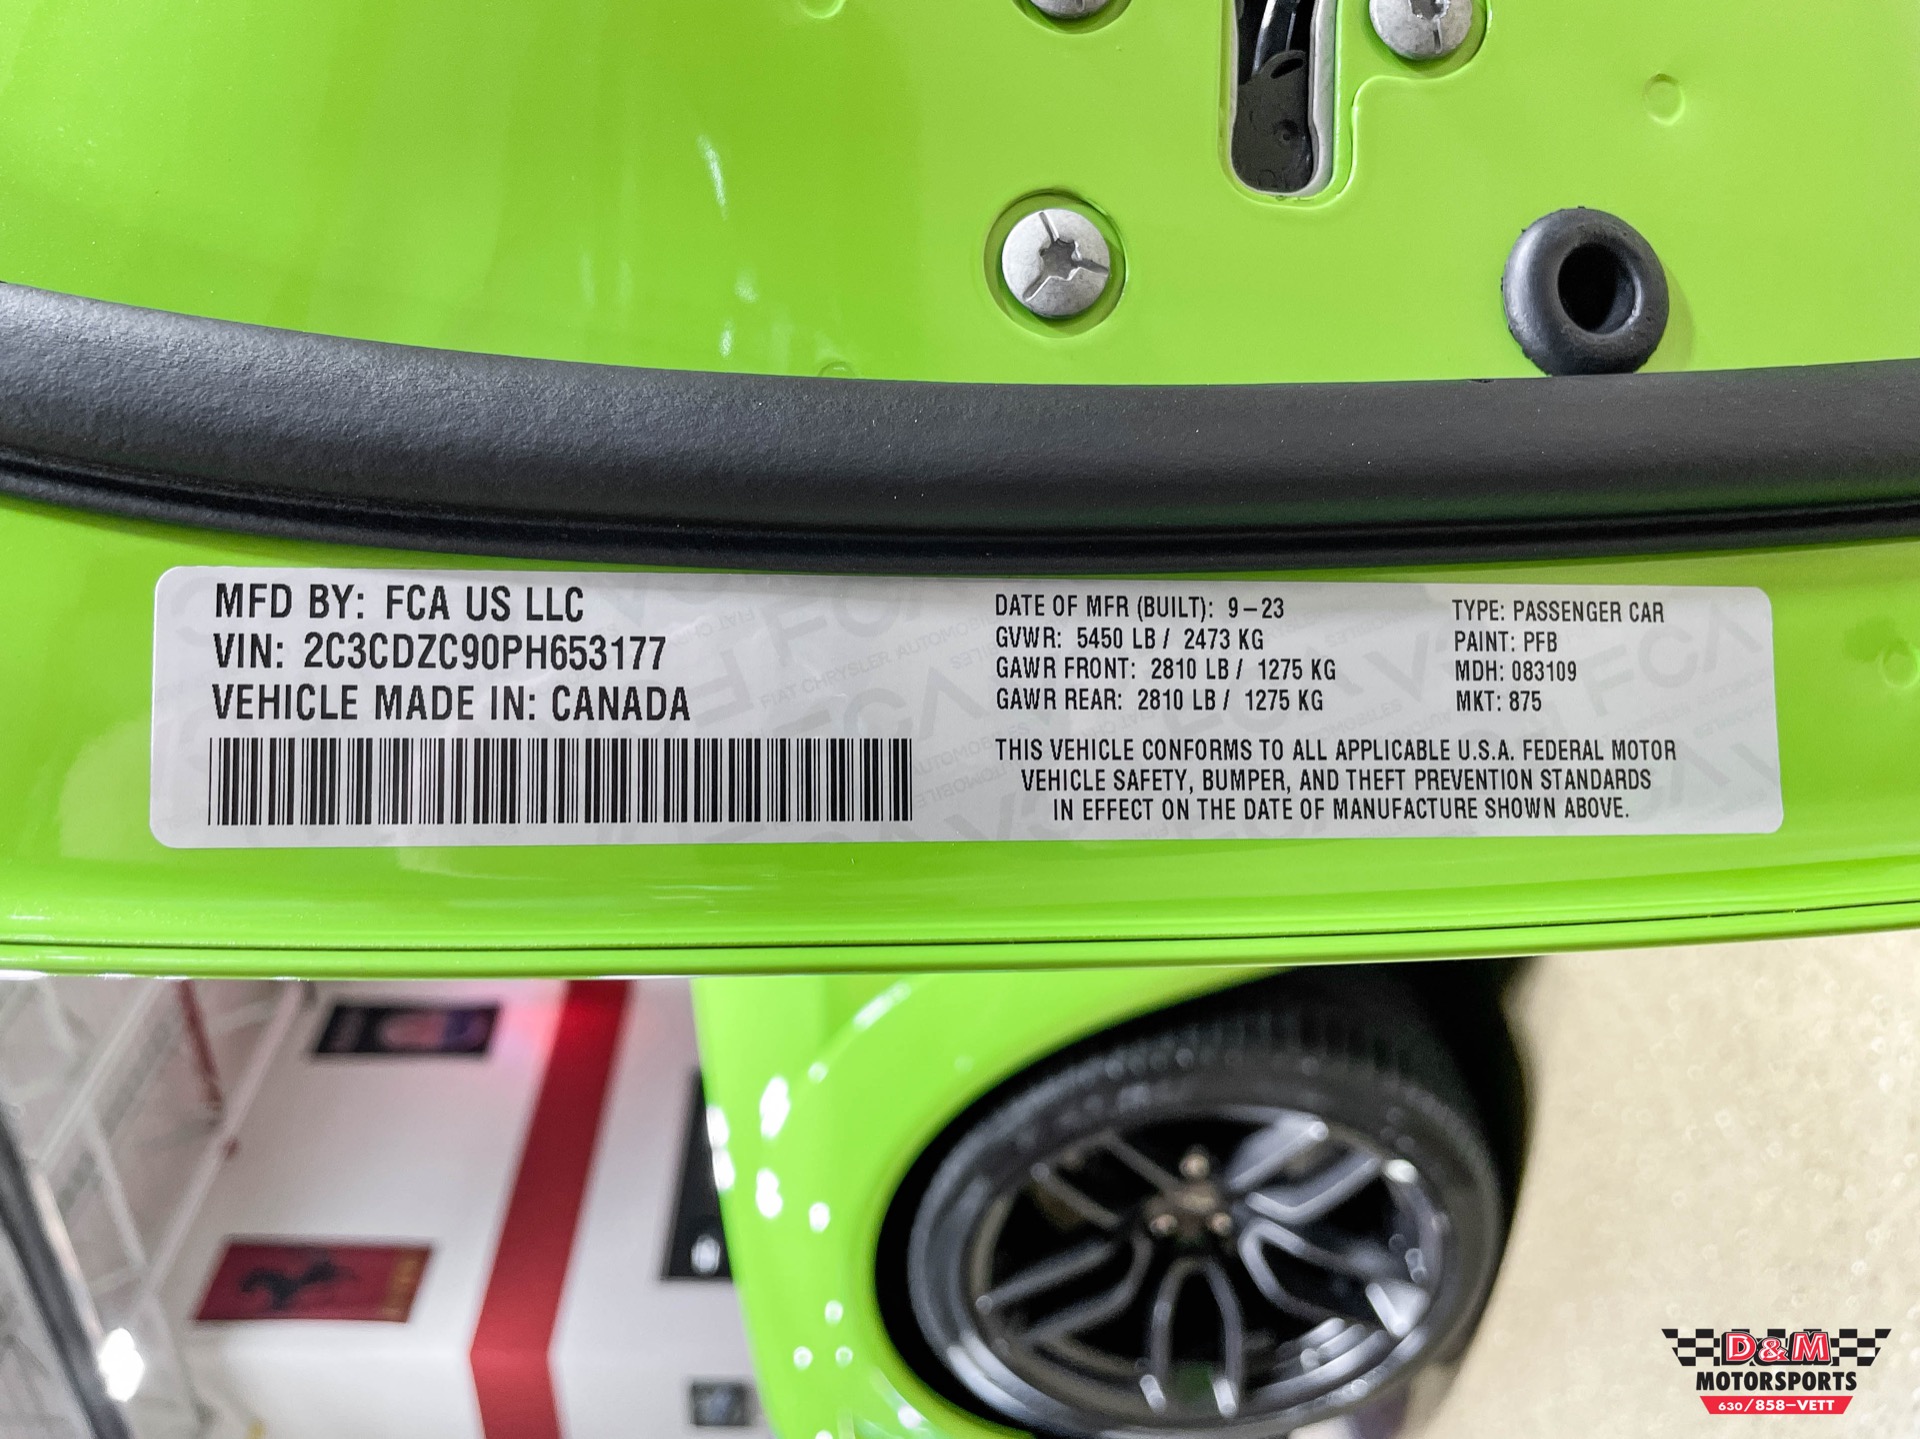 MFD BY: FCA US LLC
VIN: 2C3CDZC90PH653177
VEHICLE MADE IN: CANADA
DATE OF MFR (BUILT): 9-23
GVWR: 5450 LB / 2473 KG
GAWR FRONT: 2810 LB / 1275 KG
GAWR REAR: 2810 LB / 1275 KG
TYPE: PASSENGER CAR
PAINT: PFB
MDH: 083109
MKT: 875
THIS VEHICLE CONFORMS TO ALL APPLICABLE U.S.A. FEDERAL MOTOR
VEHICLE SAFETY, BUMPER, AND THEFT PREVENTION STANDARDS
IN EFFECT ON THE DATE OF MANUFACTURE SHOWN ABOVE.
D&M
MOTORSPORTS
630/858-VETT